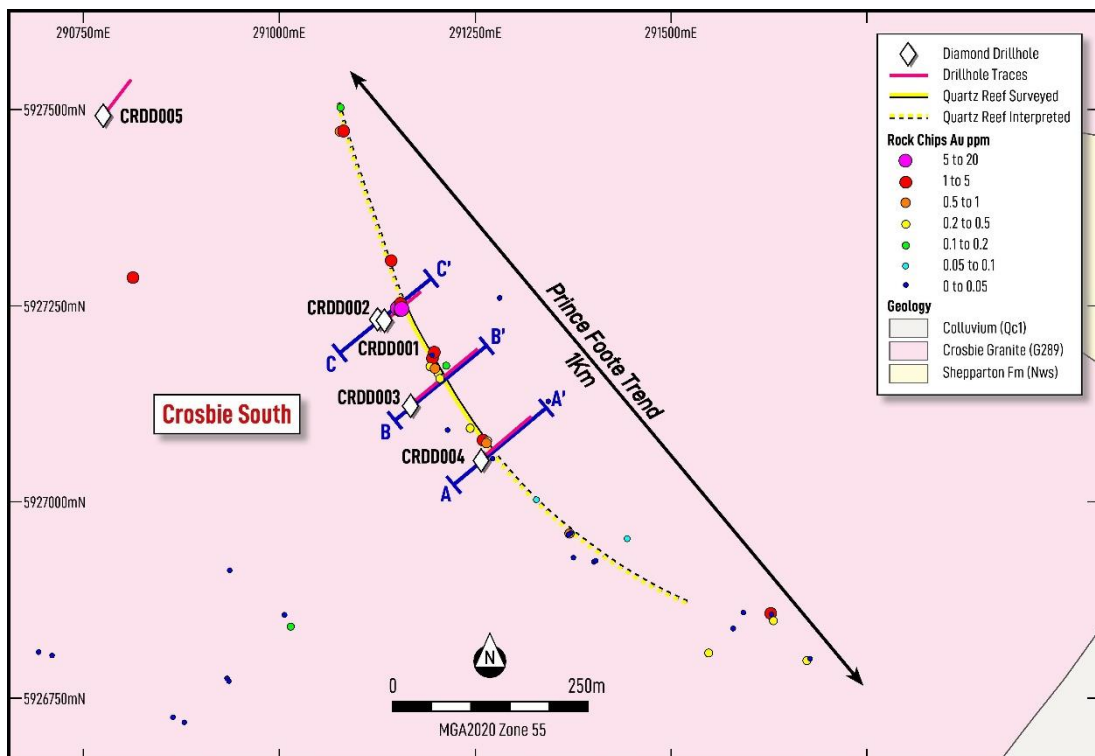 290750mE
291000mE
291250mE
291500mE
5927500mN
5927250mN
5927000mN
5926750mN
CRDD005
C'
CRDD002
CRDD001
C
B'
CRDD003
B
A'
CRDD004
A
Crosbie South
Prince Foote Trend
1Km
N
0
250m
MGA2020 Zone 55
Diamond Drillhole
Drillhole Traces
Quartz Reef Surveyed
Quartz Reef Interpreted
Rock Chips Au ppm
5 to 20
1 to 5
0.5 to 1
0.2 to 0.5
0.1 to 0.2
0.05 to 0.1
0 to 0.05
Geology
Colluvium (Qc1)
Crosbie Granite (G289)
Shepparton Fm (Nws)